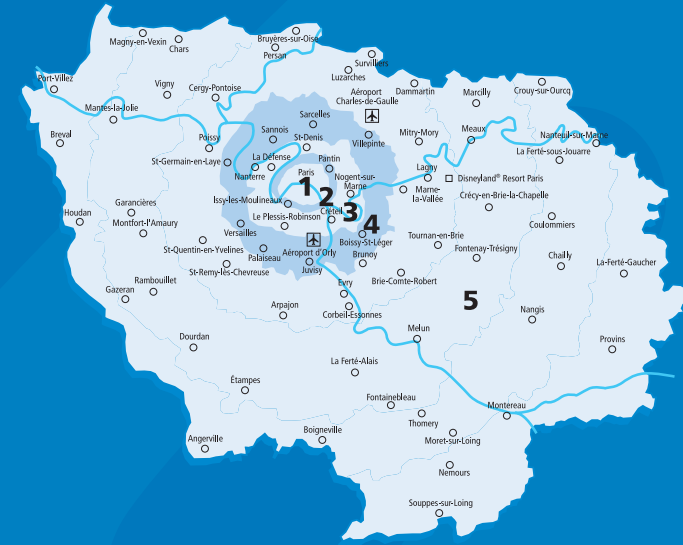 Magny-en-Vexin
Chars
Bruyères-sur-Oise
Persan
Survilliers
Luzarches
Port-Villez
Vigny
Cergy-Pontoise
Aéroport
Charles-de-Gaulle
Dammartin
Marcilly
Crouy-sur-Ourcq
Mantes-la-Jolie
Sarcelles
Breval
Poissy
Sannois
St-Denis
Villepinte
Mitry-Mory
Meaux
Nanteuil-sur-Marne
La Ferté-sous-Jouarre
St-Germain-en-Laye
La Défense
Pantin
Nanterre
Paris
Nogent-sur-
Marne
Lagny
Disneyland® Resort Paris
1
2
3
4
Marne-
la-Vallée
Crécy-en-Brie-la-Chapelle
Issy-les-Moulineaux
Garancières
Houdan
Montfort-l'Amaury
Le Plessis-Robinson
Créteil
Coulommiers
Versailles
St-Quentin-en-Yvelines
Palaiseau
Aéroport d'Orly
Boissy-St-Léger
Tournan-en-Brie
Fontenay-Trésigny
Chailly
La-Ferté-Gaucher
St-Remy-lès-Chevreuse
Juvisy
Brunoy
Rambouillet
Gazeran
Evry
Brie-Comte-Robert
5
Arpajon
Corbeil-Essonnes
Nangis
Dourdan
Melun
Provins
La Ferté-Alais
Étampes
Fontainebleau
Montereau
Thomery
Angerville
Boigneville
Moret-sur-Loing
Nemours
Souppes-sur-Loing